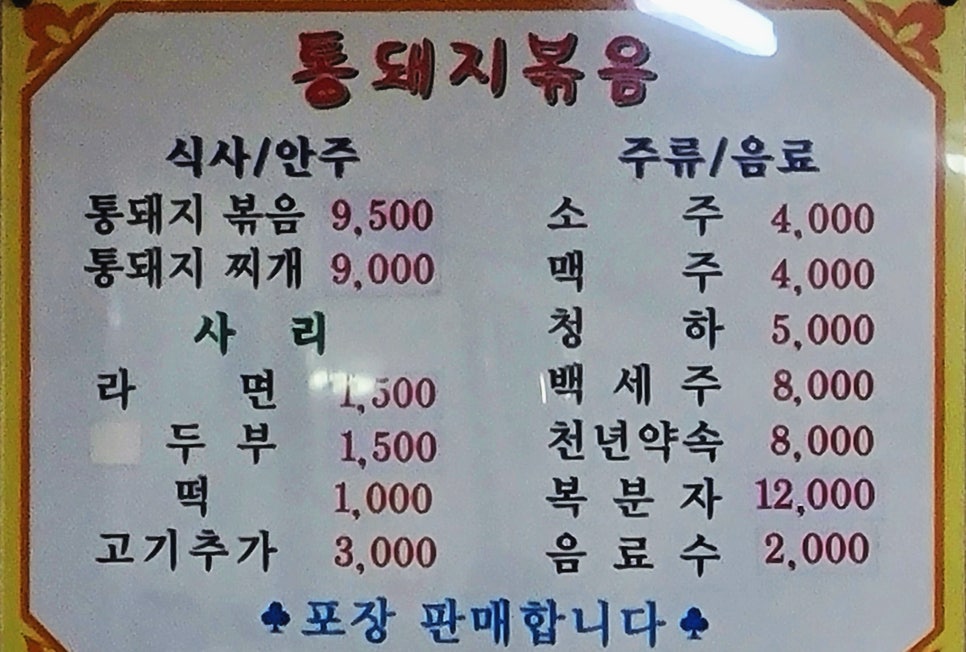 통돼지볶음
식사/안주
통돼지 볶음 9,500
통돼지 찌개 9,000
사 리
라 면 1,500
두 부 1,500
떡 1,000
고기추가 3,000
주류/음료
소 주 4,000
맥 주 4,000
청 하 5,000
백 세 주 8,000
천년약속 8,000
복 분 자 12,000
음 료 수 2,000
♣ 포장 판매합니다 ♣